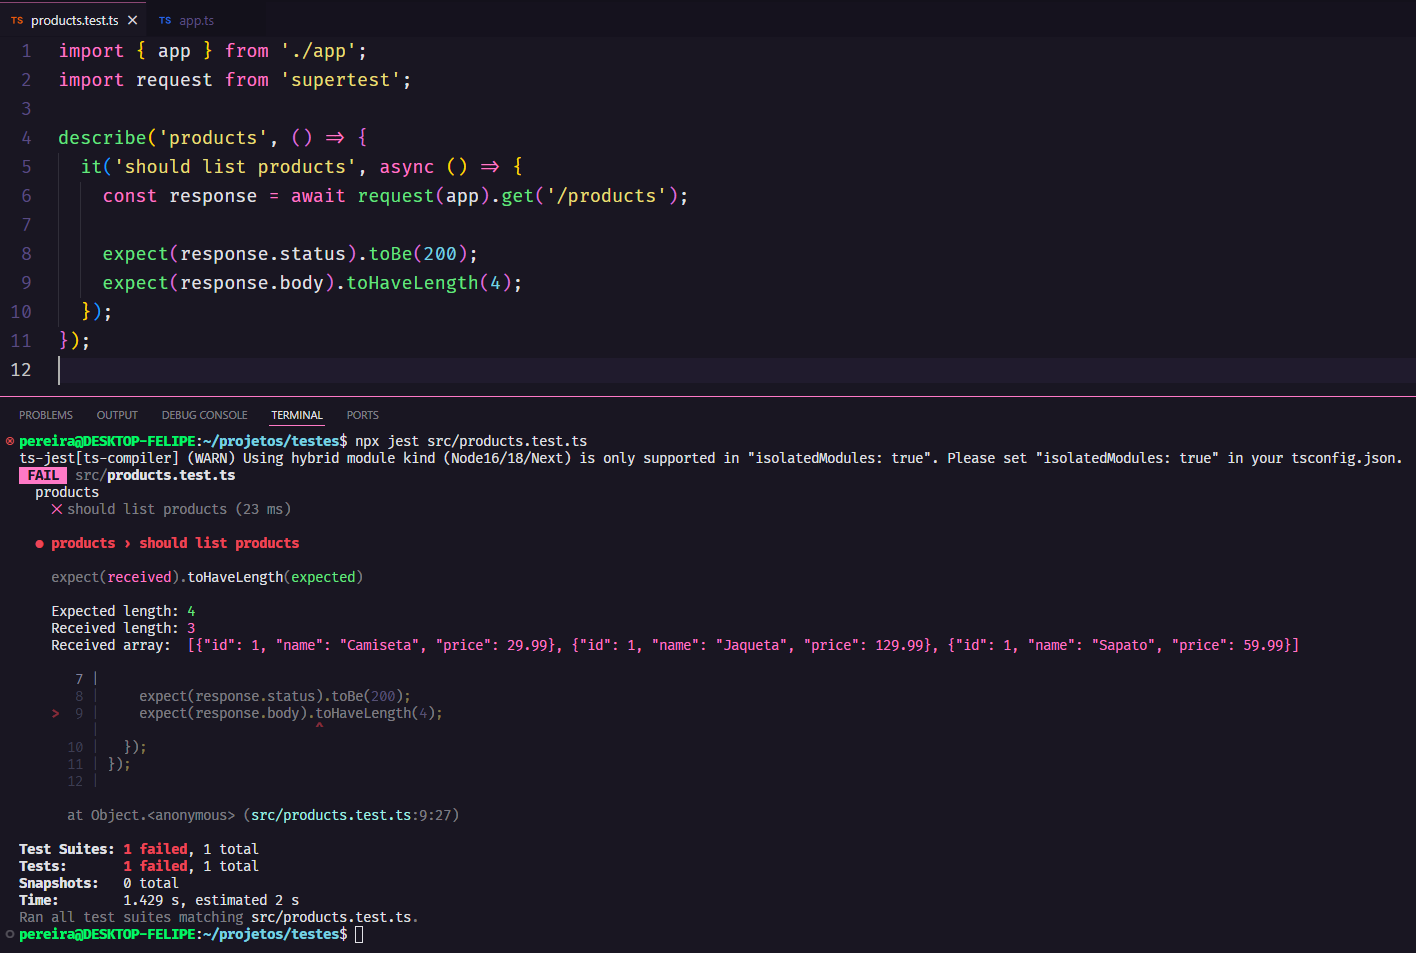 TS products.test.ts × TS app.ts
1 import { app } from './app';
2 import request from 'supertest';
3
4 describe('products', () => {
5 it('should list products', async () => {
6 const response = await request(app).get('/products');
7
8 expect(response.status).toBe(200);
9 expect(response.body).toHaveLength(4);
10 });
11 });
12
PROBLEMS OUTPUT DEBUG CONSOLE TERMINAL PORTS
pereira@DESKTOP-FELIPE:~/projetos/testes$ npx jest src/products.test.ts
ts-jest[ts-compiler] (WARN) Using hybrid module kind (Node16/18/Next) is only supported in "isolatedModules: true". Please set "isolatedModules: true" in your tsconfig.json.
FAIL src/products.test.ts
products
✕ should list products (23 ms)
● products › should list products
expect(received).toHaveLength(expected)
Expected length: 4
Received length: 3
Received array: [{"id": 1, "name": "Camiseta", "price": 29.99}, {"id": 1, "name": "Jaqueta", "price": 129.99}, {"id": 1, "name": "Sapato", "price": 59.99}]
7 |
8 | expect(response.status).toBe(200);
> 9 | expect(response.body).toHaveLength(4);
| ^
10 | });
11 | });
12 |
at Object.<anonymous> (src/products.test.ts:9:27)
Test Suites: 1 failed, 1 total
Tests: 1 failed, 1 total
Snapshots: 0 total
Time: 1.429 s, estimated 2 s
Ran all test suites matching src/products.test.ts.
pereira@DESKTOP-FELIPE:~/projetos/testes$